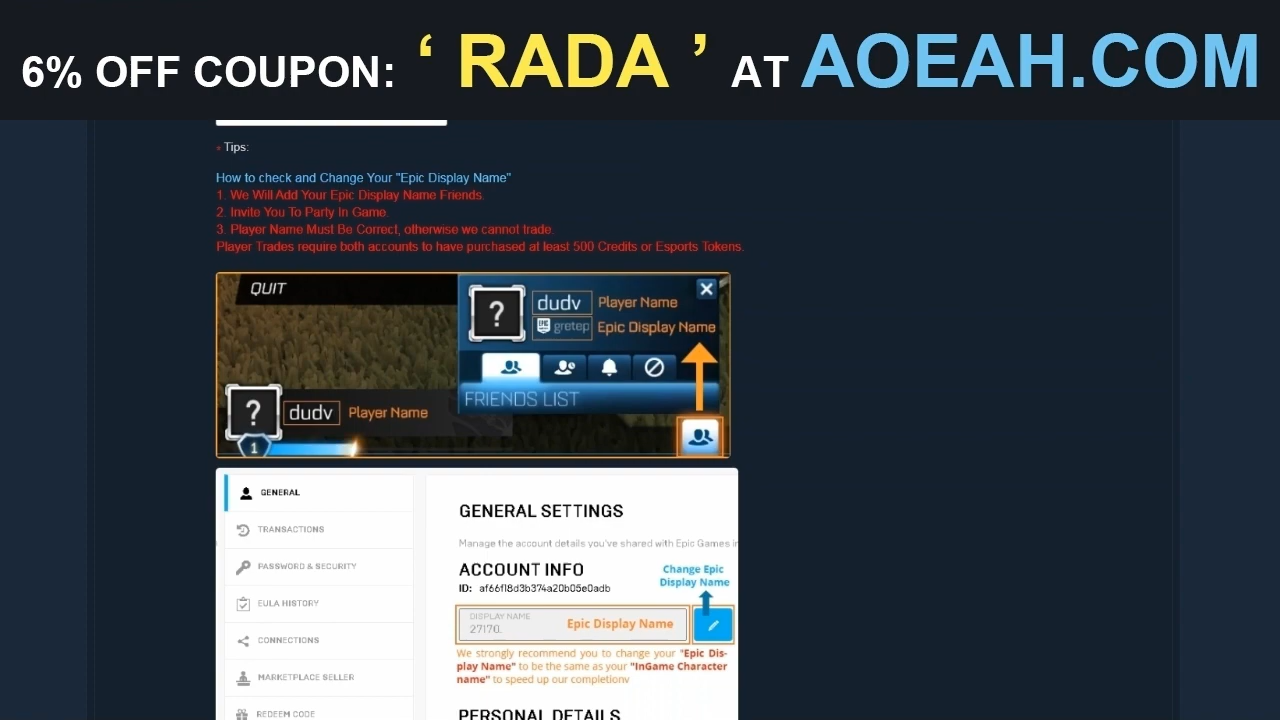 6% OFF COUPON: ‘ RADA ’ AT AOEAH.COM
* Tips:
How to check and Change Your "Epic Display Name"
1. We Will Add Your Epic Display Name Friends.
2. Invite You To Party In Game.
3. Player Name Must Be Correct, otherwise we cannot trade.
Player Trades require both accounts to have purchased at least 500 Credits or Esports Tokens.
QUIT
?
dudv Player Name
EPIC gretep Epic Display Name
FRIENDS LIST
?
dudv Player Name
1
GENERAL
TRANSACTIONS
PASSWORD & SECURITY
EULA HISTORY
CONNECTIONS
MARKETPLACE SELLER
REDEEM CODE
GENERAL SETTINGS
Manage the account details you've shared with Epic Games in
ACCOUNT INFO
ID: af66f18d3b374a20b05e0adb
Change Epic
Display Name
DISPLAY NAME
27170.
Epic Display Name
We strongly recommend you to change your "Epic Dis-
play Name" to be the same as your "InGame Character
name" to speed up our completionv
PERSONAL DETAILS